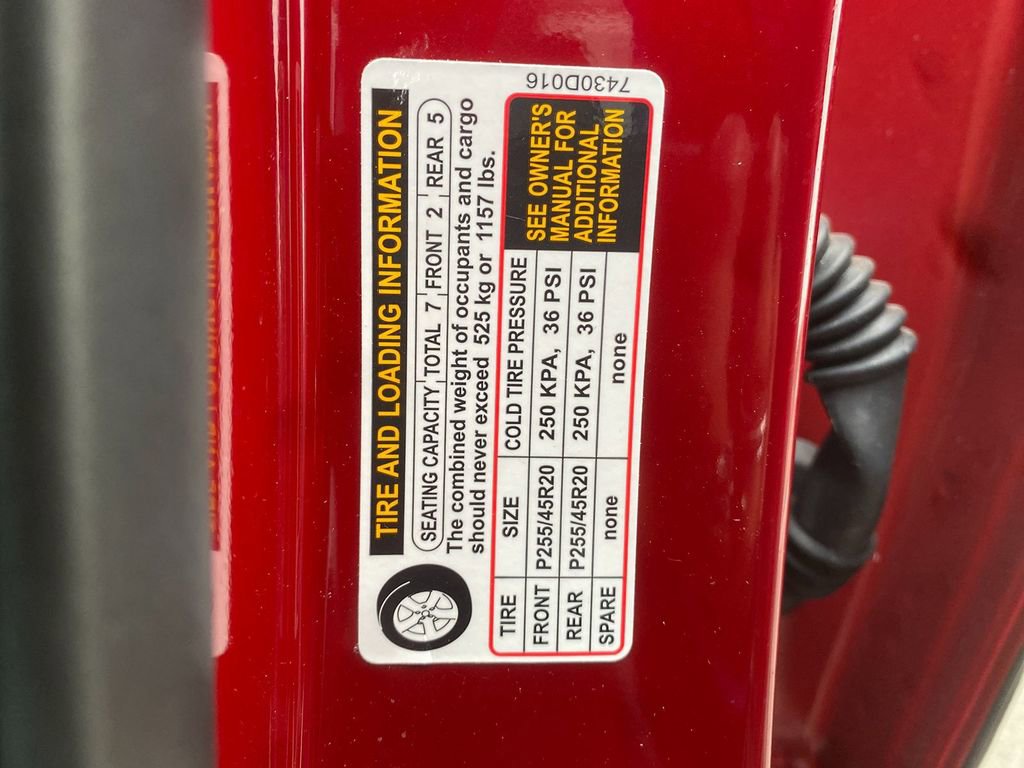 TIRE AND LOADING INFORMATION
SEATING CAPACITY TOTAL 7 FRONT 2 REAR 5
The combined weight of occupants and cargo
should never exceed 525 kg or 1157 lbs.
TIRE SIZE COLD TIRE PRESSURE
FRONT P255/45R20 250 KPA, 36 PSI
REAR P255/45R20 250 KPA, 36 PSI
SPARE none none
SEE OWNER'S
MANUAL FOR
ADDITIONAL
INFORMATION
7430D016